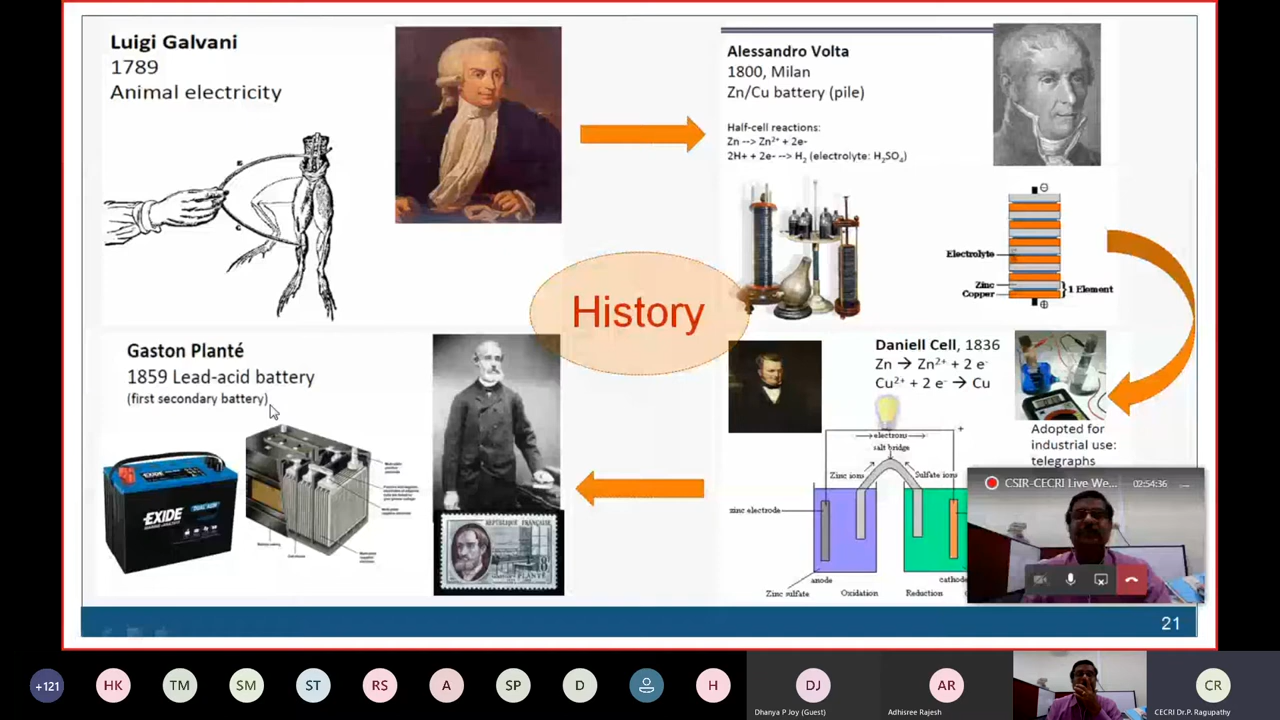 Luigi Galvani
1789
Animal electricity
Alessandro Volta
1800, Milan
Zn/Cu battery (pile)
Half-cell reactions:
Zn --> Zn²⁺ + 2e-
2H+ + 2e- --> H₂ (electrolyte: H₂SO₄)
Electrolyte
Zinc
Copper
1 Element
History
Gaston Planté
1859 Lead-acid battery
(first secondary battery)
EXIDE
REPUBLIQUE FRANÇAISE
Daniell Cell, 1836
Zn → Zn²⁺ + 2 e⁻
Cu²⁺ + 2 e⁻ → Cu
Adopted for
industrial use:
telegraphs
+
electrons
salt bridge
Zinc ions
Sulfate ions
zinc electrode
anode
catho
Zinc sulfate
Oxidation
Reduction
CSIR-CECRI Live We...
02:54:36
21
+121
HK
TM
SM
ST
RS
A
SP
D
H
DJ
Dhanya P Joy (Guest)
AR
Adhisree Rajesh
CR
CECRI Dr.P. Ragupathy